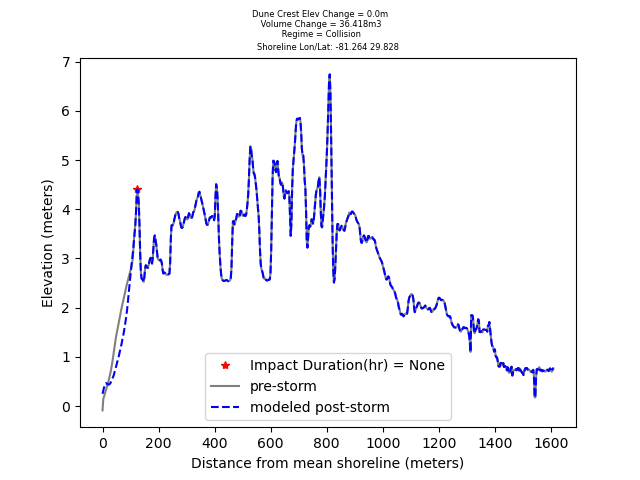 Dune Crest Elev Change = 0.0m
Volume Change = 36.418m3
Regime = Collision
Shoreline Lon/Lat: -81.264 29.828
7
6
5
4
3
2
1
0
Elevation (meters)
Impact Duration(hr) = None
pre-storm
modeled post-storm
0 200 400 600 800 1000 1200 1400 1600
Distance from mean shoreline (meters)